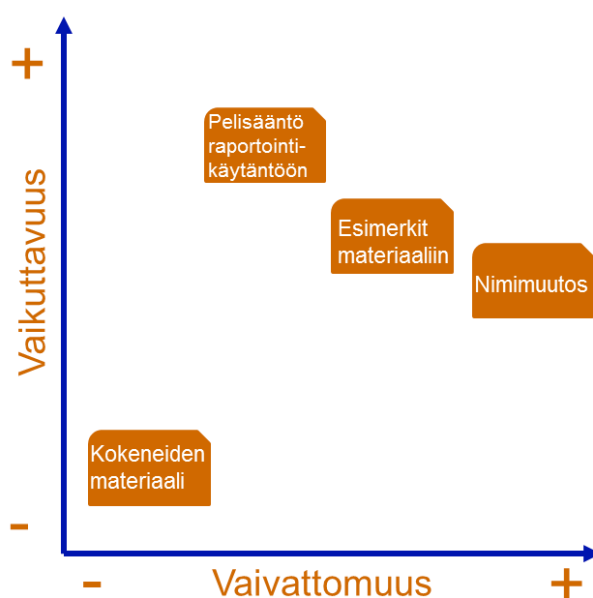 +
Vaikuttavuus
-
Pelisääntö
raportointi-
käytäntöön
Esimerkit
materiaaliin
Nimimuutos
Kokeneiden
materiaali
- Vaivattomuus +